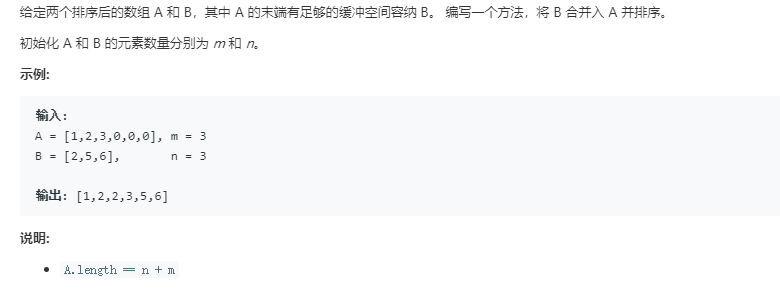 给定两个排序后的数组 A 和 B，其中 A 的末端有足够的缓冲空间容纳 B。 编写一个方法，将 B 合并入 A 并排序。
初始化 A 和 B 的元素数量分别为 m 和 n。
示例:
输入:
A = [1,2,3,0,0,0], m = 3
B = [2,5,6],       n = 3
输出: [1,2,2,3,5,6]
说明:
• A.length == n + m